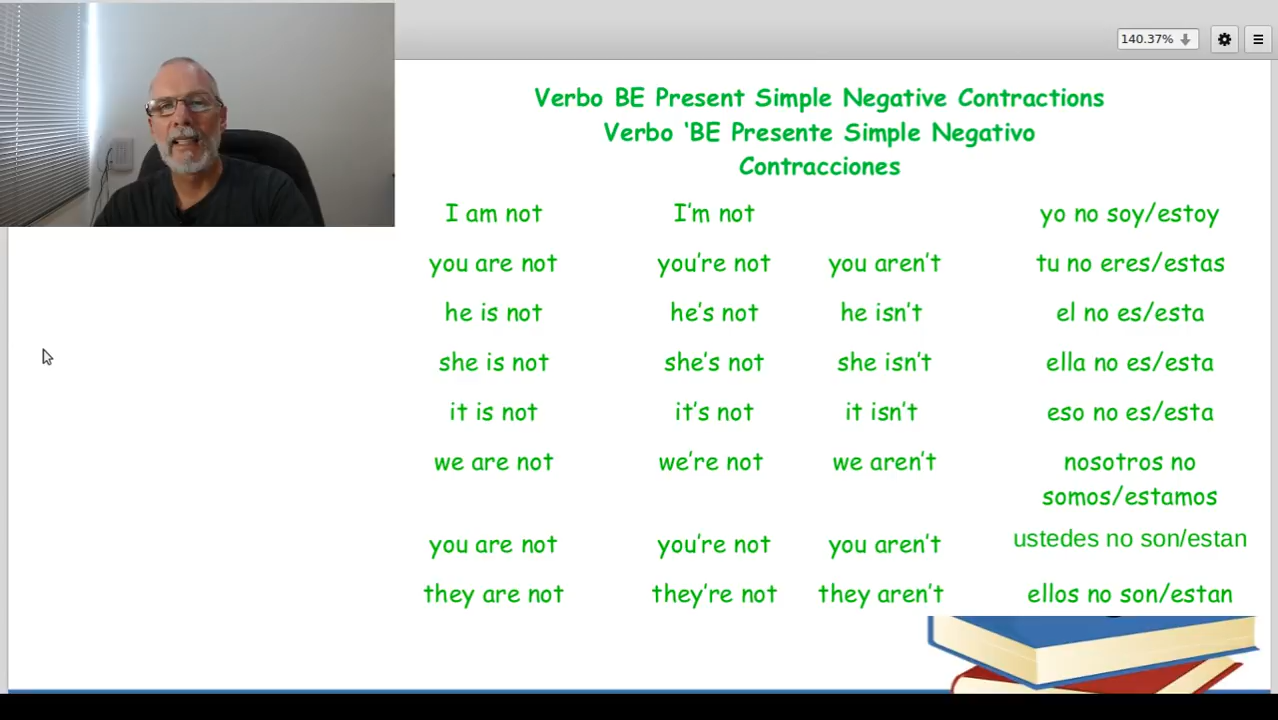 140.37%
Verbo BE Present Simple Negative Contractions
Verbo ‘BE Presente Simple Negativo
Contracciones
I am not I’m not yo no soy/estoy
you are not you’re not you aren’t tu no eres/estas
he is not he’s not he isn’t el no es/esta
she is not she’s not she isn’t ella no es/esta
it is not it’s not it isn’t eso no es/esta
we are not we’re not we aren’t nosotros no
somos/estamos
you are not you’re not you aren’t ustedes no son/estan
they are not they’re not they aren’t ellos no son/estan